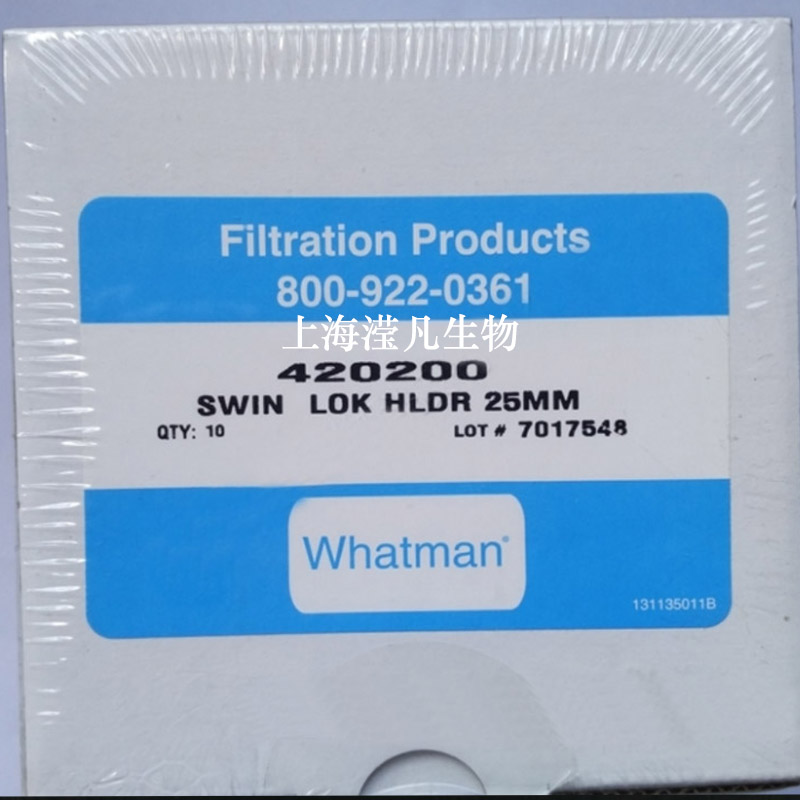 Filtration Products
800-922-0361
上海滢凡生物
420200
SWIN LOK HLDR 25MM
QTY: 10 LOT # 7017548
Whatman®
131135011B